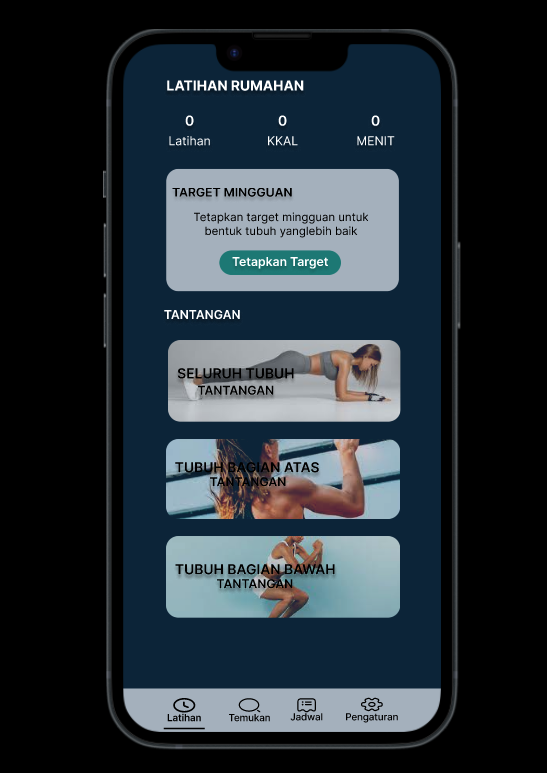 LATIHAN RUMAHAN
0 0 0
Latihan KKAL MENIT
TARGET MINGGUAN
Tetapkan target mingguan untuk
bentuk tubuh yanglebih baik
Tetapkan Target
TANTANGAN
SELURUH TUBUH
TANTANGAN
TUBUH BAGIAN ATAS
TANTANGAN
TUBUH BAGIAN BAWAH
TANTANGAN
Latihan Temukan Jadwal Pengaturan